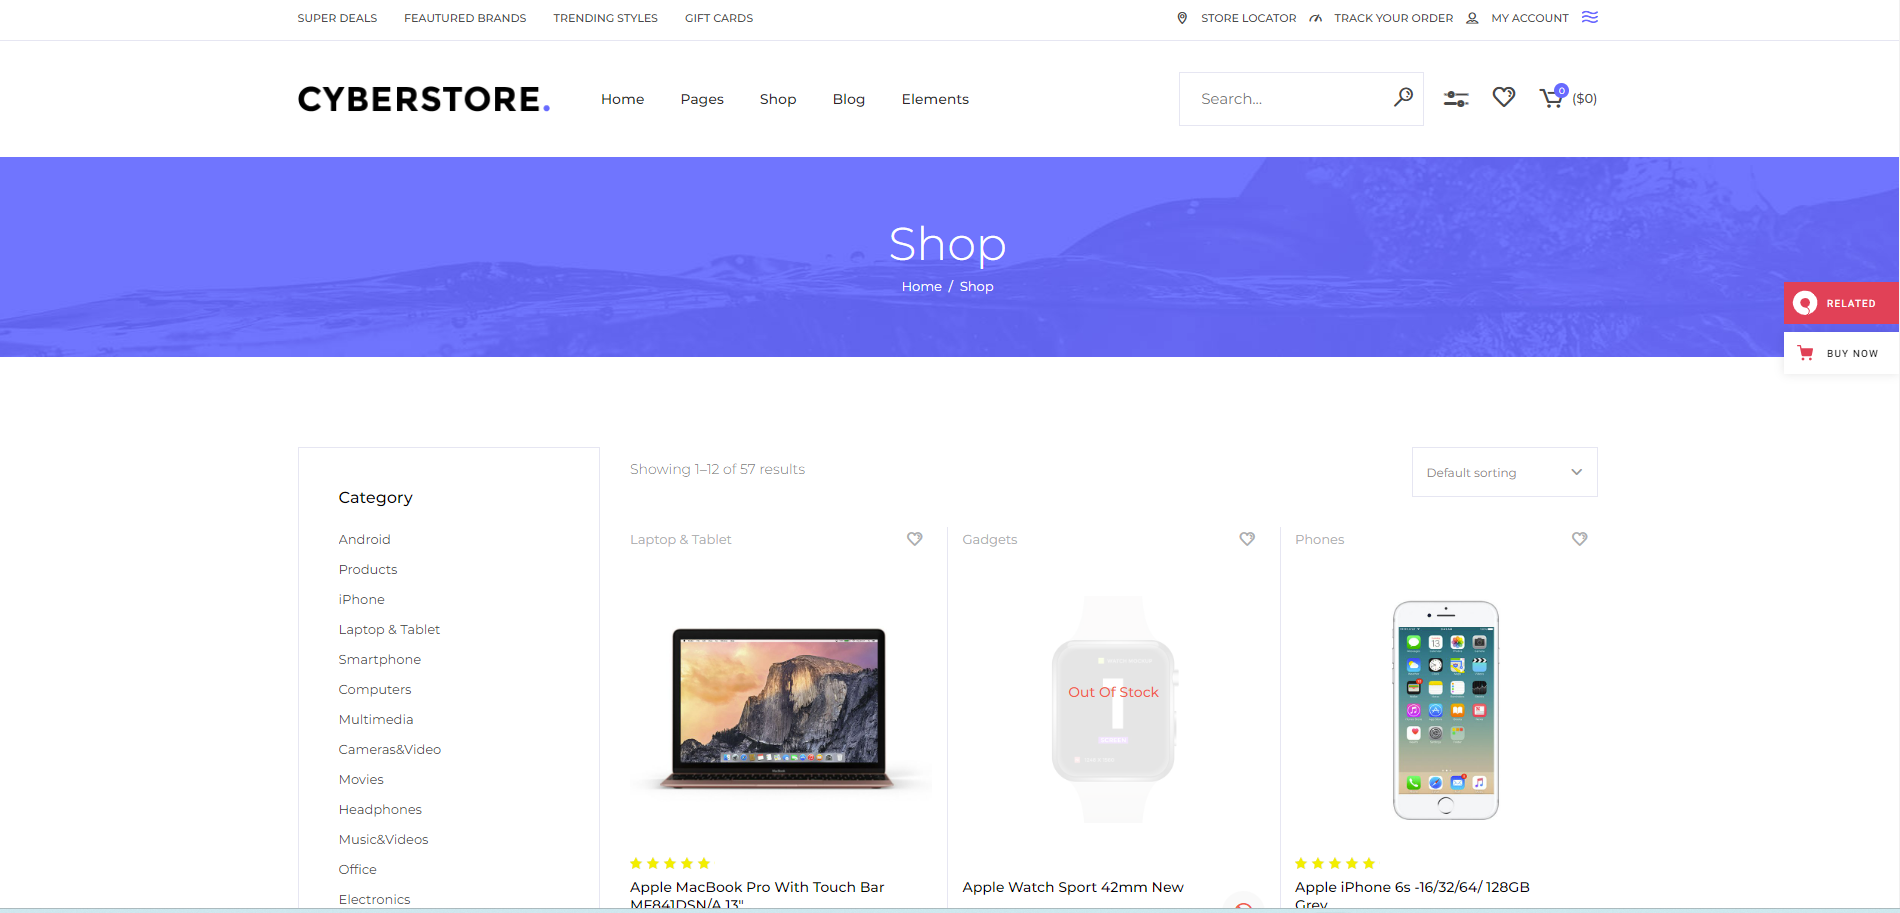 SUPER DEALS FEAUTURED BRANDS TRENDING STYLES GIFT CARDS STORE LOCATOR TRACK YOUR ORDER MY ACCOUNT
CYBERSTORE. Home Pages Shop Blog Elements Search... 0 ($0)
Shop
Home / Shop
RELATED
BUY NOW
Category
Android
Products
iPhone
Laptop & Tablet
Smartphone
Computers
Multimedia
Cameras&Video
Movies
Headphones
Music&Videos
Office
Electronics
Showing 1–12 of 57 results
Default sorting
Laptop & Tablet
Apple MacBook Pro With Touch Bar
MF841DSN/A 13"
Gadgets
Out Of Stock
SCREEN
Apple Watch Sport 42mm New
Phones
Apple iPhone 6s -16/32/64/ 128GB
Grey